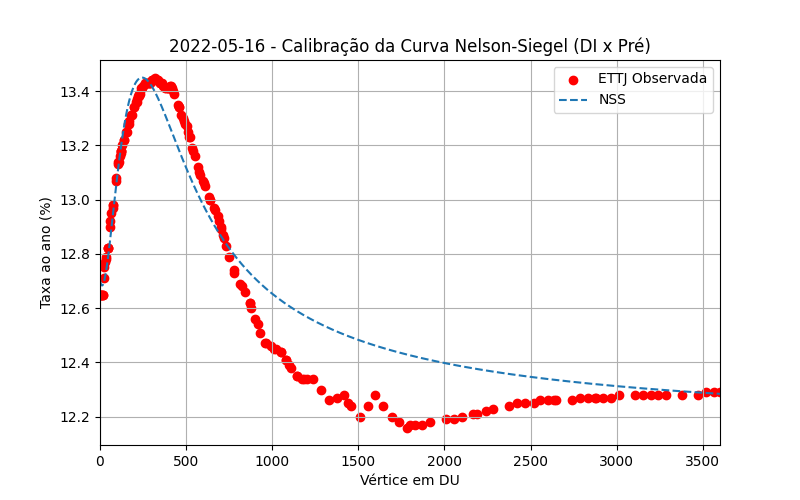 2022-05-16 - Calibração da Curva Nelson-Siegel (DI x Pré)
ETTJ Observada
NSS
13.4
13.2
13.0
12.8
12.6
12.4
12.2
Taxa ao ano (%)
0 500 1000 1500 2000 2500 3000 3500
Vértice em DU